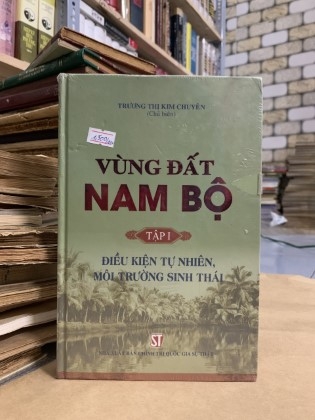 TRƯƠNG THỊ KIM CHUYÊN
(Chủ biên)
VÙNG ĐẤT
NAM BỘ
TẬP I
ĐIỀU KIỆN TỰ NHIÊN,
MÔI TRƯỜNG SINH THÁI
ST
NHÀ XUẤT BẢN CHÍNH TRỊ QUỐC GIA SỰ THẬT